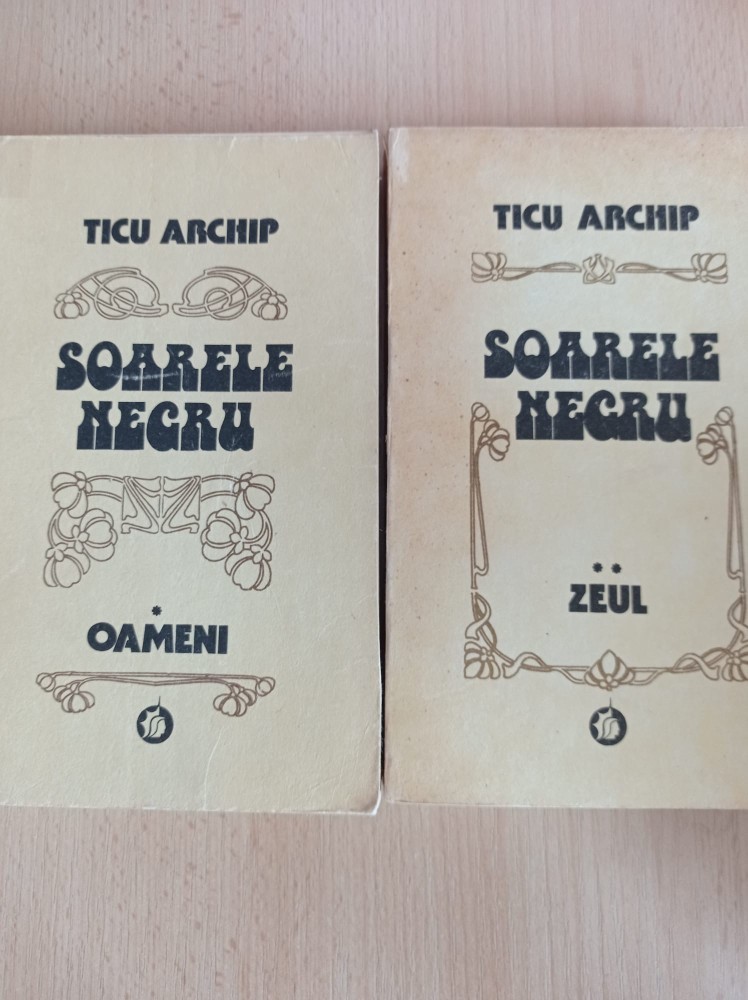 TICU ARCHIP
SOARELE
NEGRU
*
OAMENI
TICU ARCHIP
SOARELE
NEGRU
* *
ZEUL